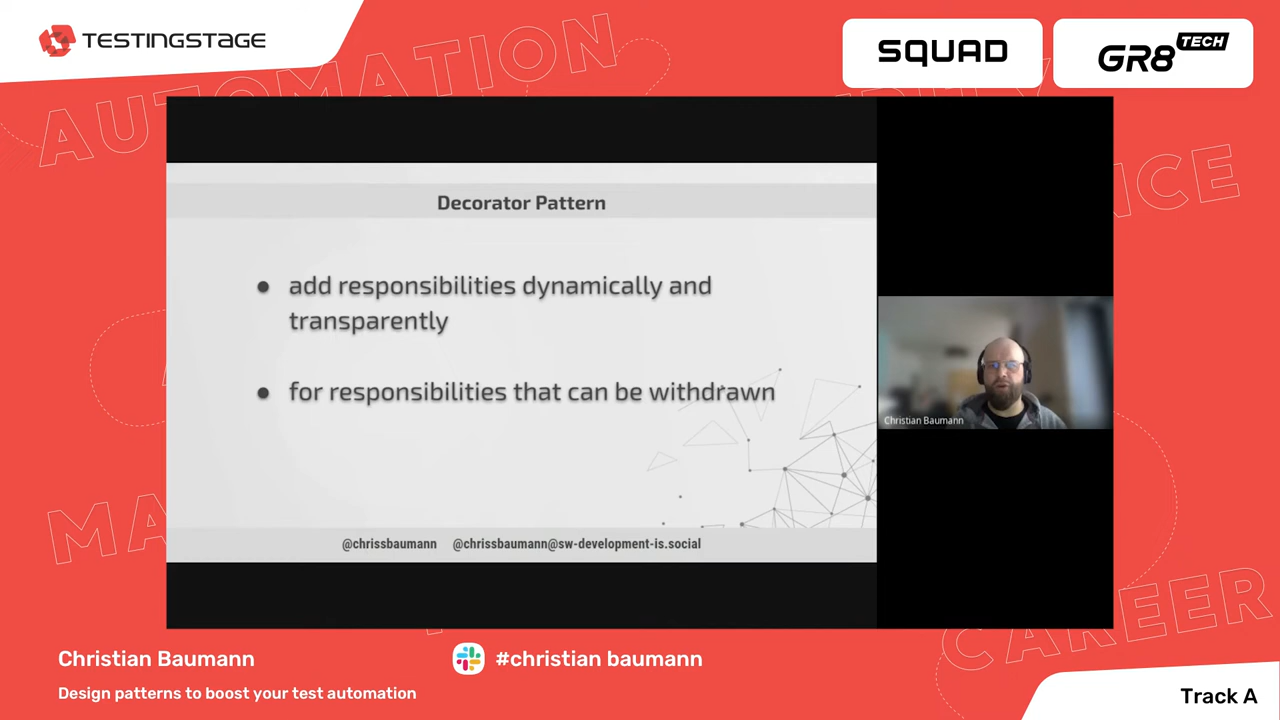 TESTINGSTAGE
SQUAD
GR8 TECH
AUTOMATION
Decorator Pattern
● add responsibilities dynamically and
transparently
● for responsibilities that can be withdrawn
Christian Baumann
@chrissbaumann @chrissbaumann@sw-development-is.social
MA
CAREER
Christian Baumann
#christian baumann
Design patterns to boost your test automation
Track A